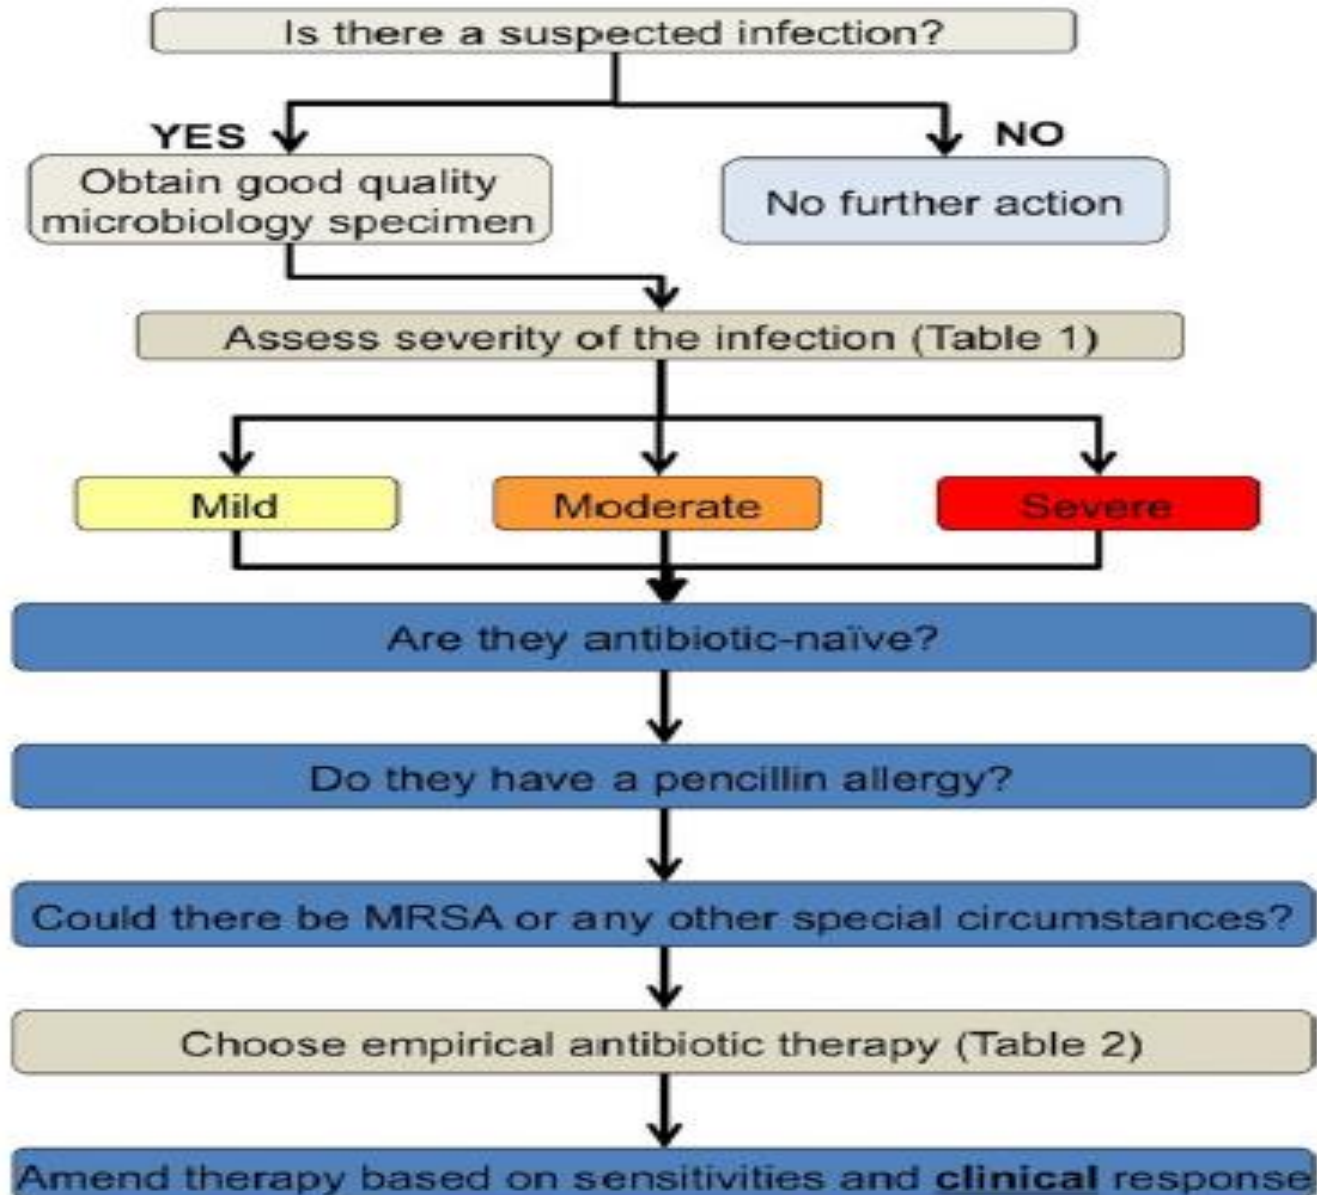 Is there a suspected infection?
YES
NO
Obtain good quality
microbiology specimen
No further action
Assess severity of the infection (Table 1)
Mild
Moderate
Severe
Are they antibiotic-naïve?
Do they have a pencillin allergy?
Could there be MRSA or any other special circumstances?
Choose empirical antibiotic therapy (Table 2)
Amend therapy based on sensitivities and clinical response